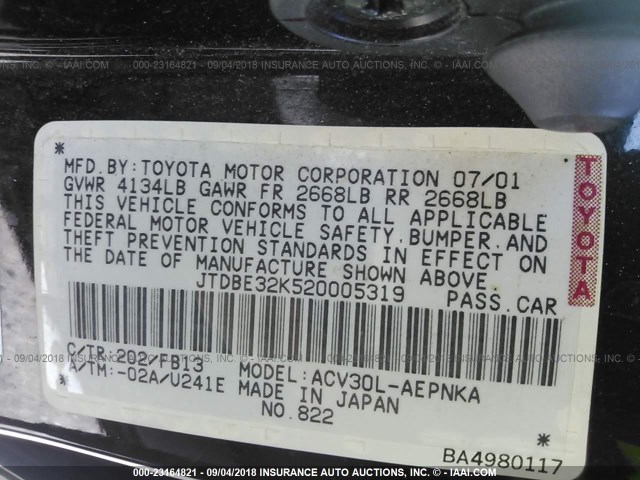 000-23164821 - 09/04/2018 INSURANCE AUTO AUCTIONS, INC. - IAAI.COM
* MFD.BY:TOYOTA MOTOR CORPORATION 07/01
GVWR 4134LB GAWR FR 2668LB RR 2668LB
THIS VEHICLE CONFORMS TO ALL APPLICABLE
FEDERAL MOTOR VEHICLE SAFETY,BUMPER,AND
THEFT PREVENTION STANDARDS IN EFFECT ON
THE DATE OF MANUFACTURE SHOWN ABOVE.
JTDBE32K520005319 PASS.CAR
TOYOTA
C/TR:202/FB13 MODEL:ACV30L-AEPNKA
A/TM:-02A/U241E MADE IN JAPAN
NO.822 *
BA4980117
000-23164821 - 09/04/2018 INSURANCE AUTO AUCTIONS, INC. - IAAI.COM